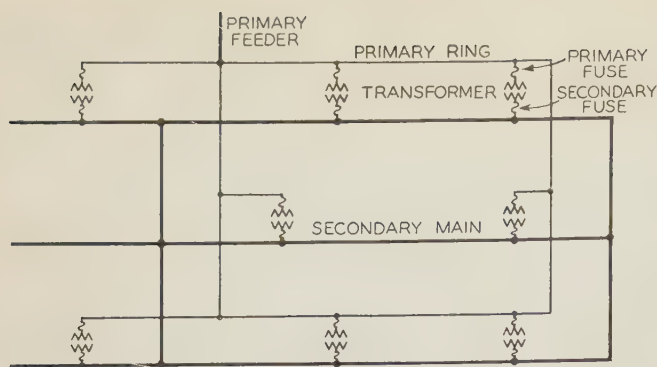 PRIMARY
FEEDER
PRIMARY RING
PRIMARY
FUSE
TRANSFORMER
SECONDARY
FUSE
SECONDARY MAIN